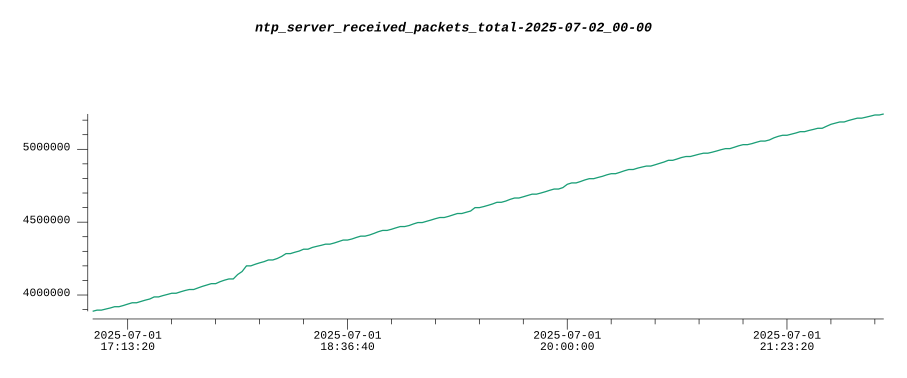 ntp_server_received_packets_total-2025-07-02_00-00
5000000
4500000
4000000
2025-07-01 2025-07-01 2025-07-01 2025-07-01
17:13:20 18:36:40 20:00:00 21:23:20